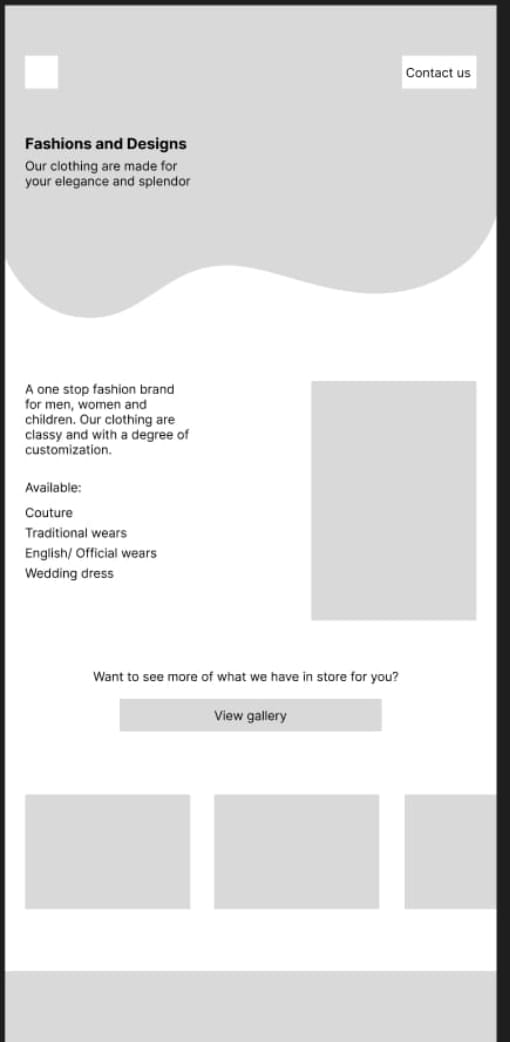 Contact us
Fashions and Designs
Our clothing are made for
your elegance and splendor
A one stop fashion brand
for men, women and
children. Our clothing are
classy and with a degree of
customization.
Available:
Couture
Traditional wears
English/ Official wears
Wedding dress
Want to see more of what we have in store for you?
View gallery